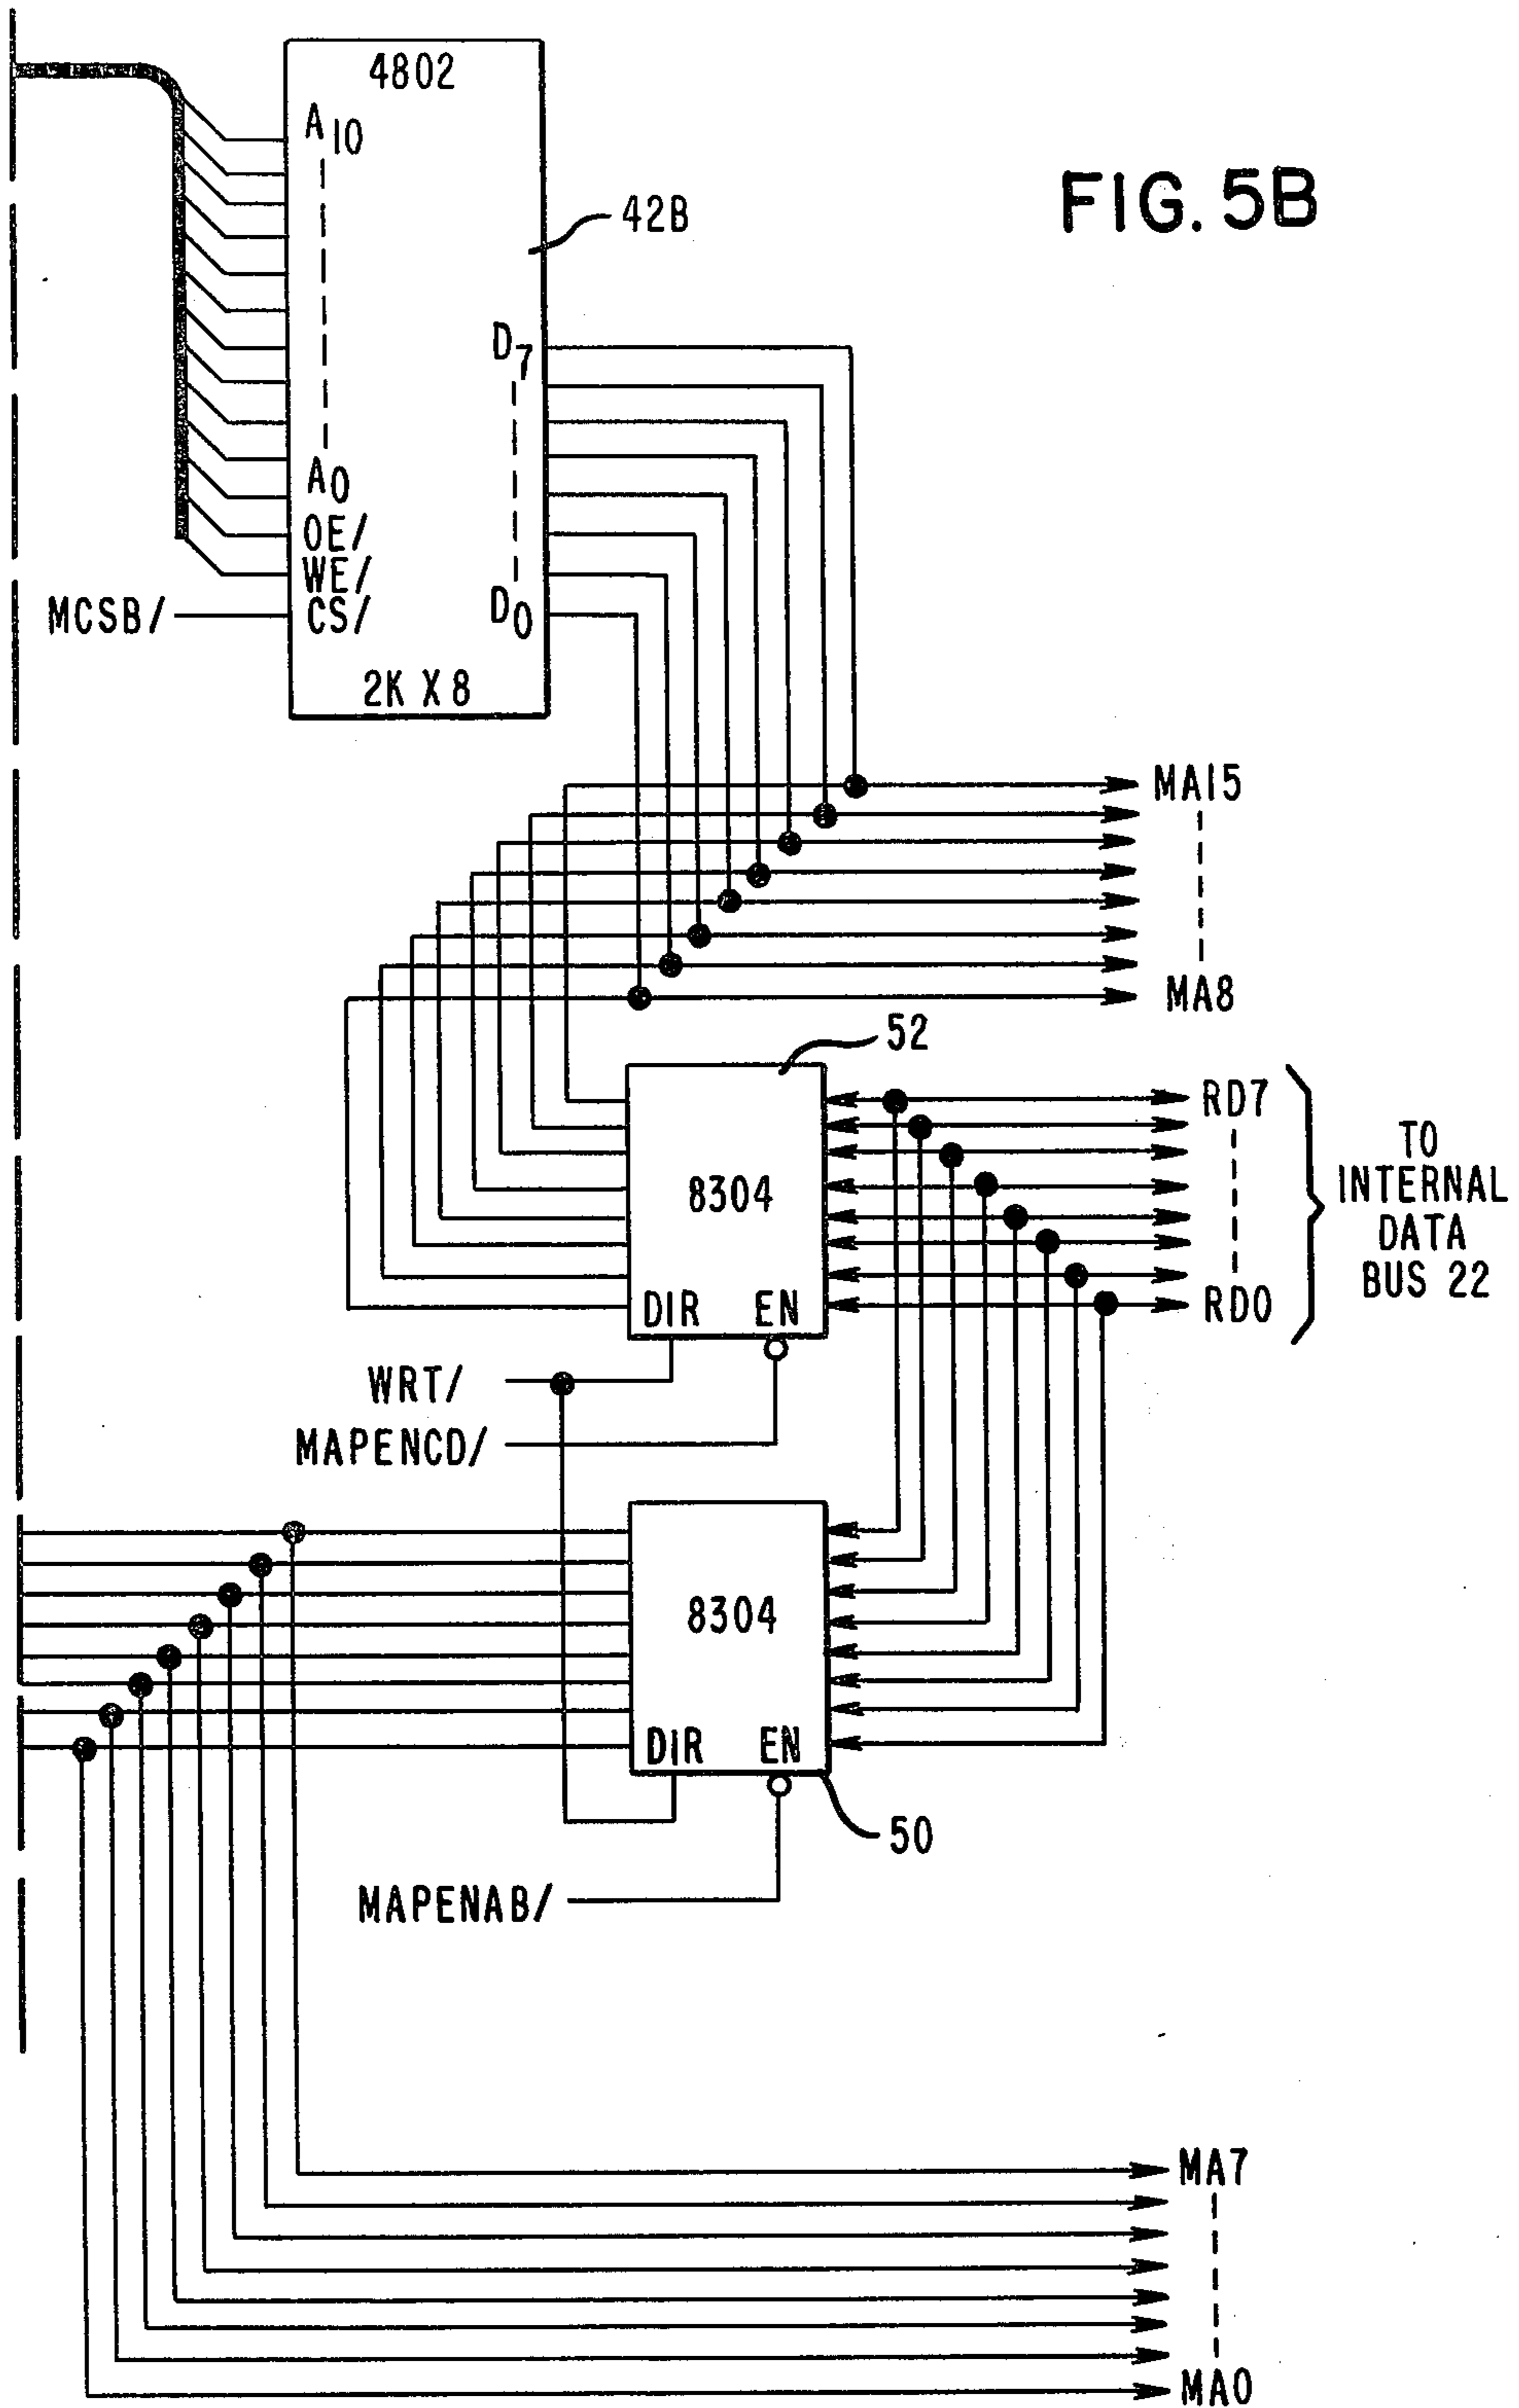 FIG. 5B
4802
A10
42B
D7
A0
OE/
WE/
MCSB/
CS/
D0
2K X 8
MA15
MA8
52
RD7
8304
TO
INTERNAL
DATA
BUS 22
DIR EN
RD0
WRT/
MAPENCD/
8304
DIR EN
50
MAPENAB/
MA7
MA0